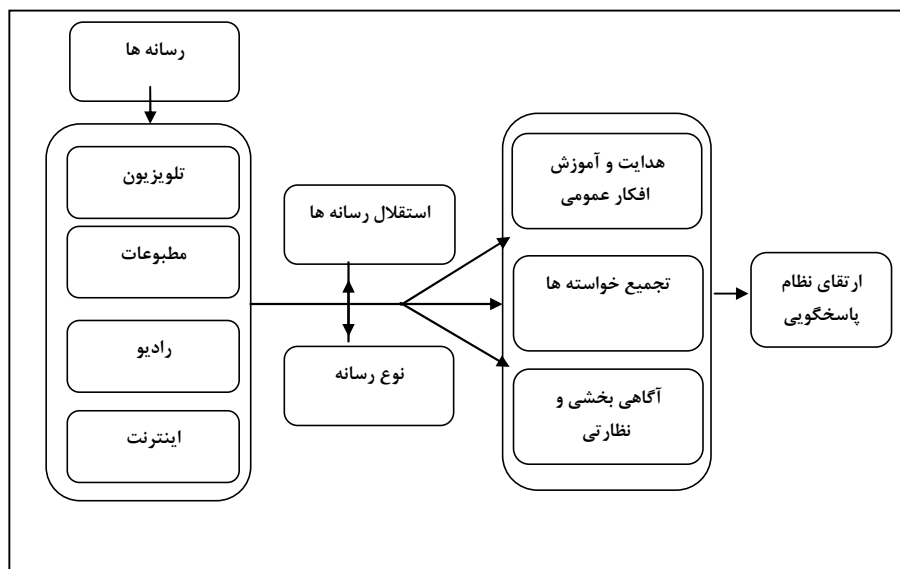 رسانه ها
تلویزیون
مطبوعات
رادیو
اینترنت
استقلال رسانه ها
نوع رسانه
هدایت و آموزش
افکار عمومی
تجمیع خواسته ها
آگاهی بخشی و
نظارتی
ارتقای نظام
پاسخگویی